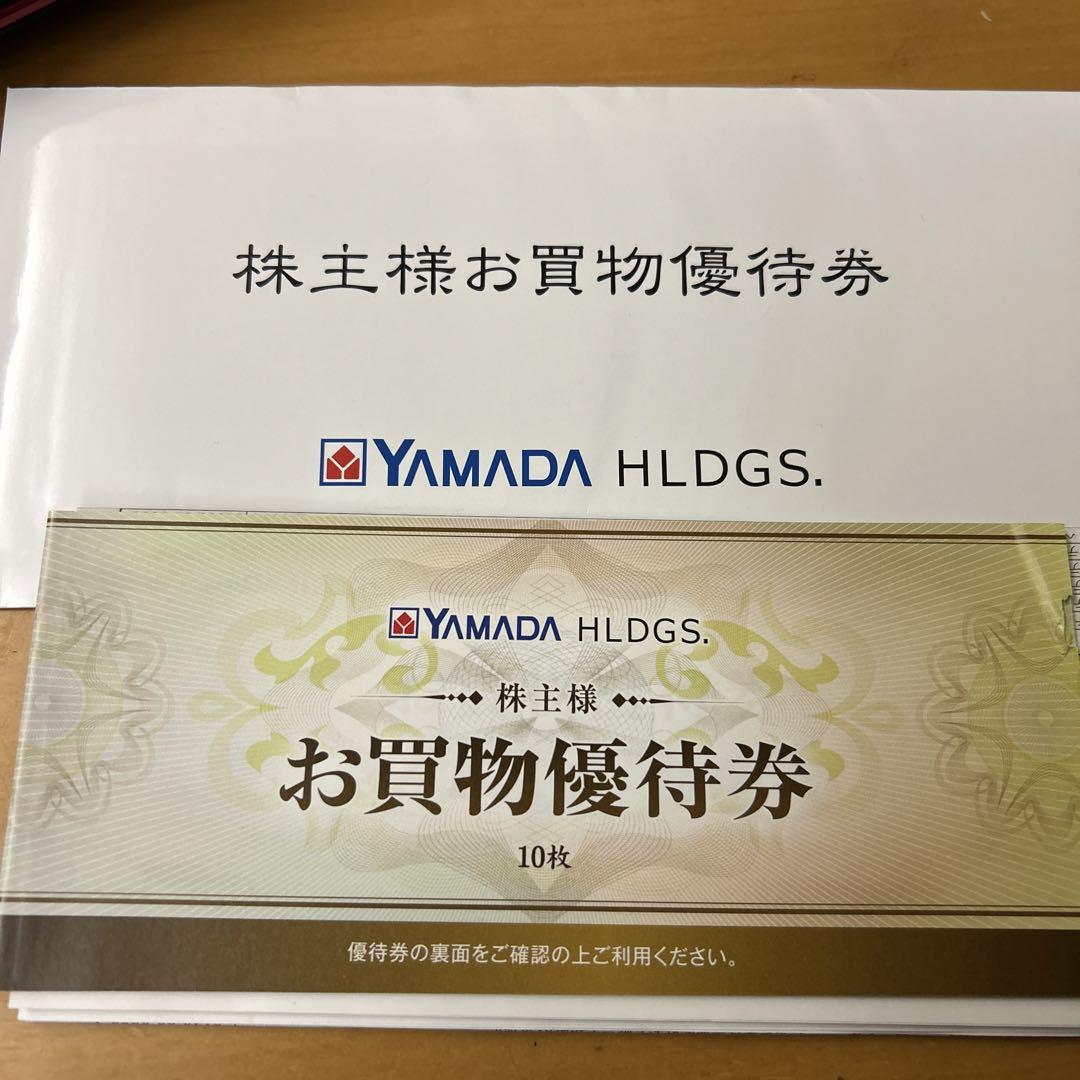 株主様お買物優待券
YAMADA HLDGS.
YAMADA HLDGS.
株主様
お買物優待券
10枚
優待券の裏面をご確認の上ご利用ください。